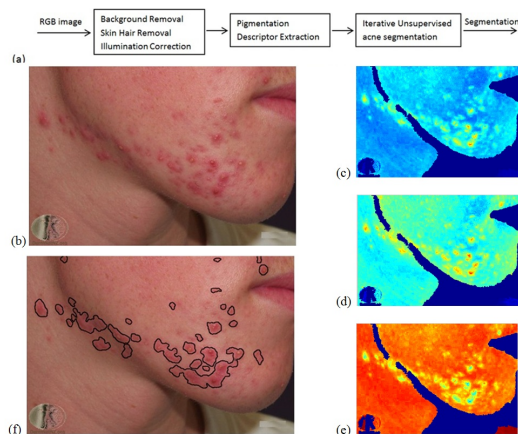 RGB image
Background Removal
Skin Hair Removal
Illumination Correction
Pigmentation
Descriptor Extraction
Iterative Unsupervised
acne segmentation
Segmentation
(a)
(b)
(c)
(d)
(f)
(e)